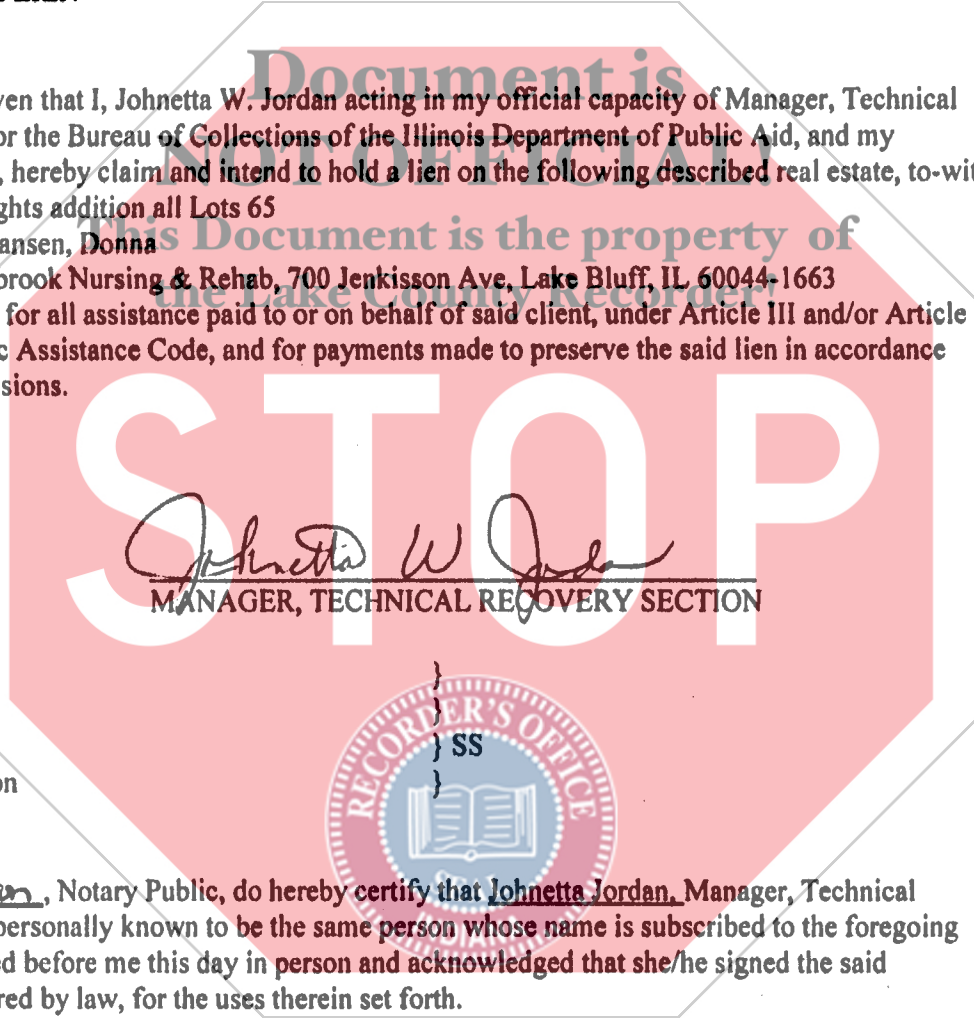 Document is
ven that I, Johnetta W. Jordan acting in my official capacity of Manager, Technical
or the Bureau of Collections of the Illinois Department of Public Aid, and my
NOT OFFICIAL!
, hereby claim and intend to hold a lien on the following described real estate, to-wit
ghts addition all Lots 65
This Document is the property of
ansen, Donna
brook Nursing & Rehab, 700 Jenkisson Ave, Lake Bluff, IL 60044-1663
the Lake County Recorder!
for all assistance paid to or on behalf of said client, under Article III and/or Article
c Assistance Code, and for payments made to preserve the said lien in accordance
sions.
STOP
Johnetta W Jordan
MANAGER, TECHNICAL RECOVERY SECTION
}
}
} SS
}
RECORDER'S OFFICE
SEAL
INDIANA
on
, Notary Public, do hereby certify that Johnetta Jordan, Manager, Technical
personally known to be the same person whose name is subscribed to the foregoing
ed before me this day in person and acknowledged that she/he signed the said
red by law, for the uses therein set forth.